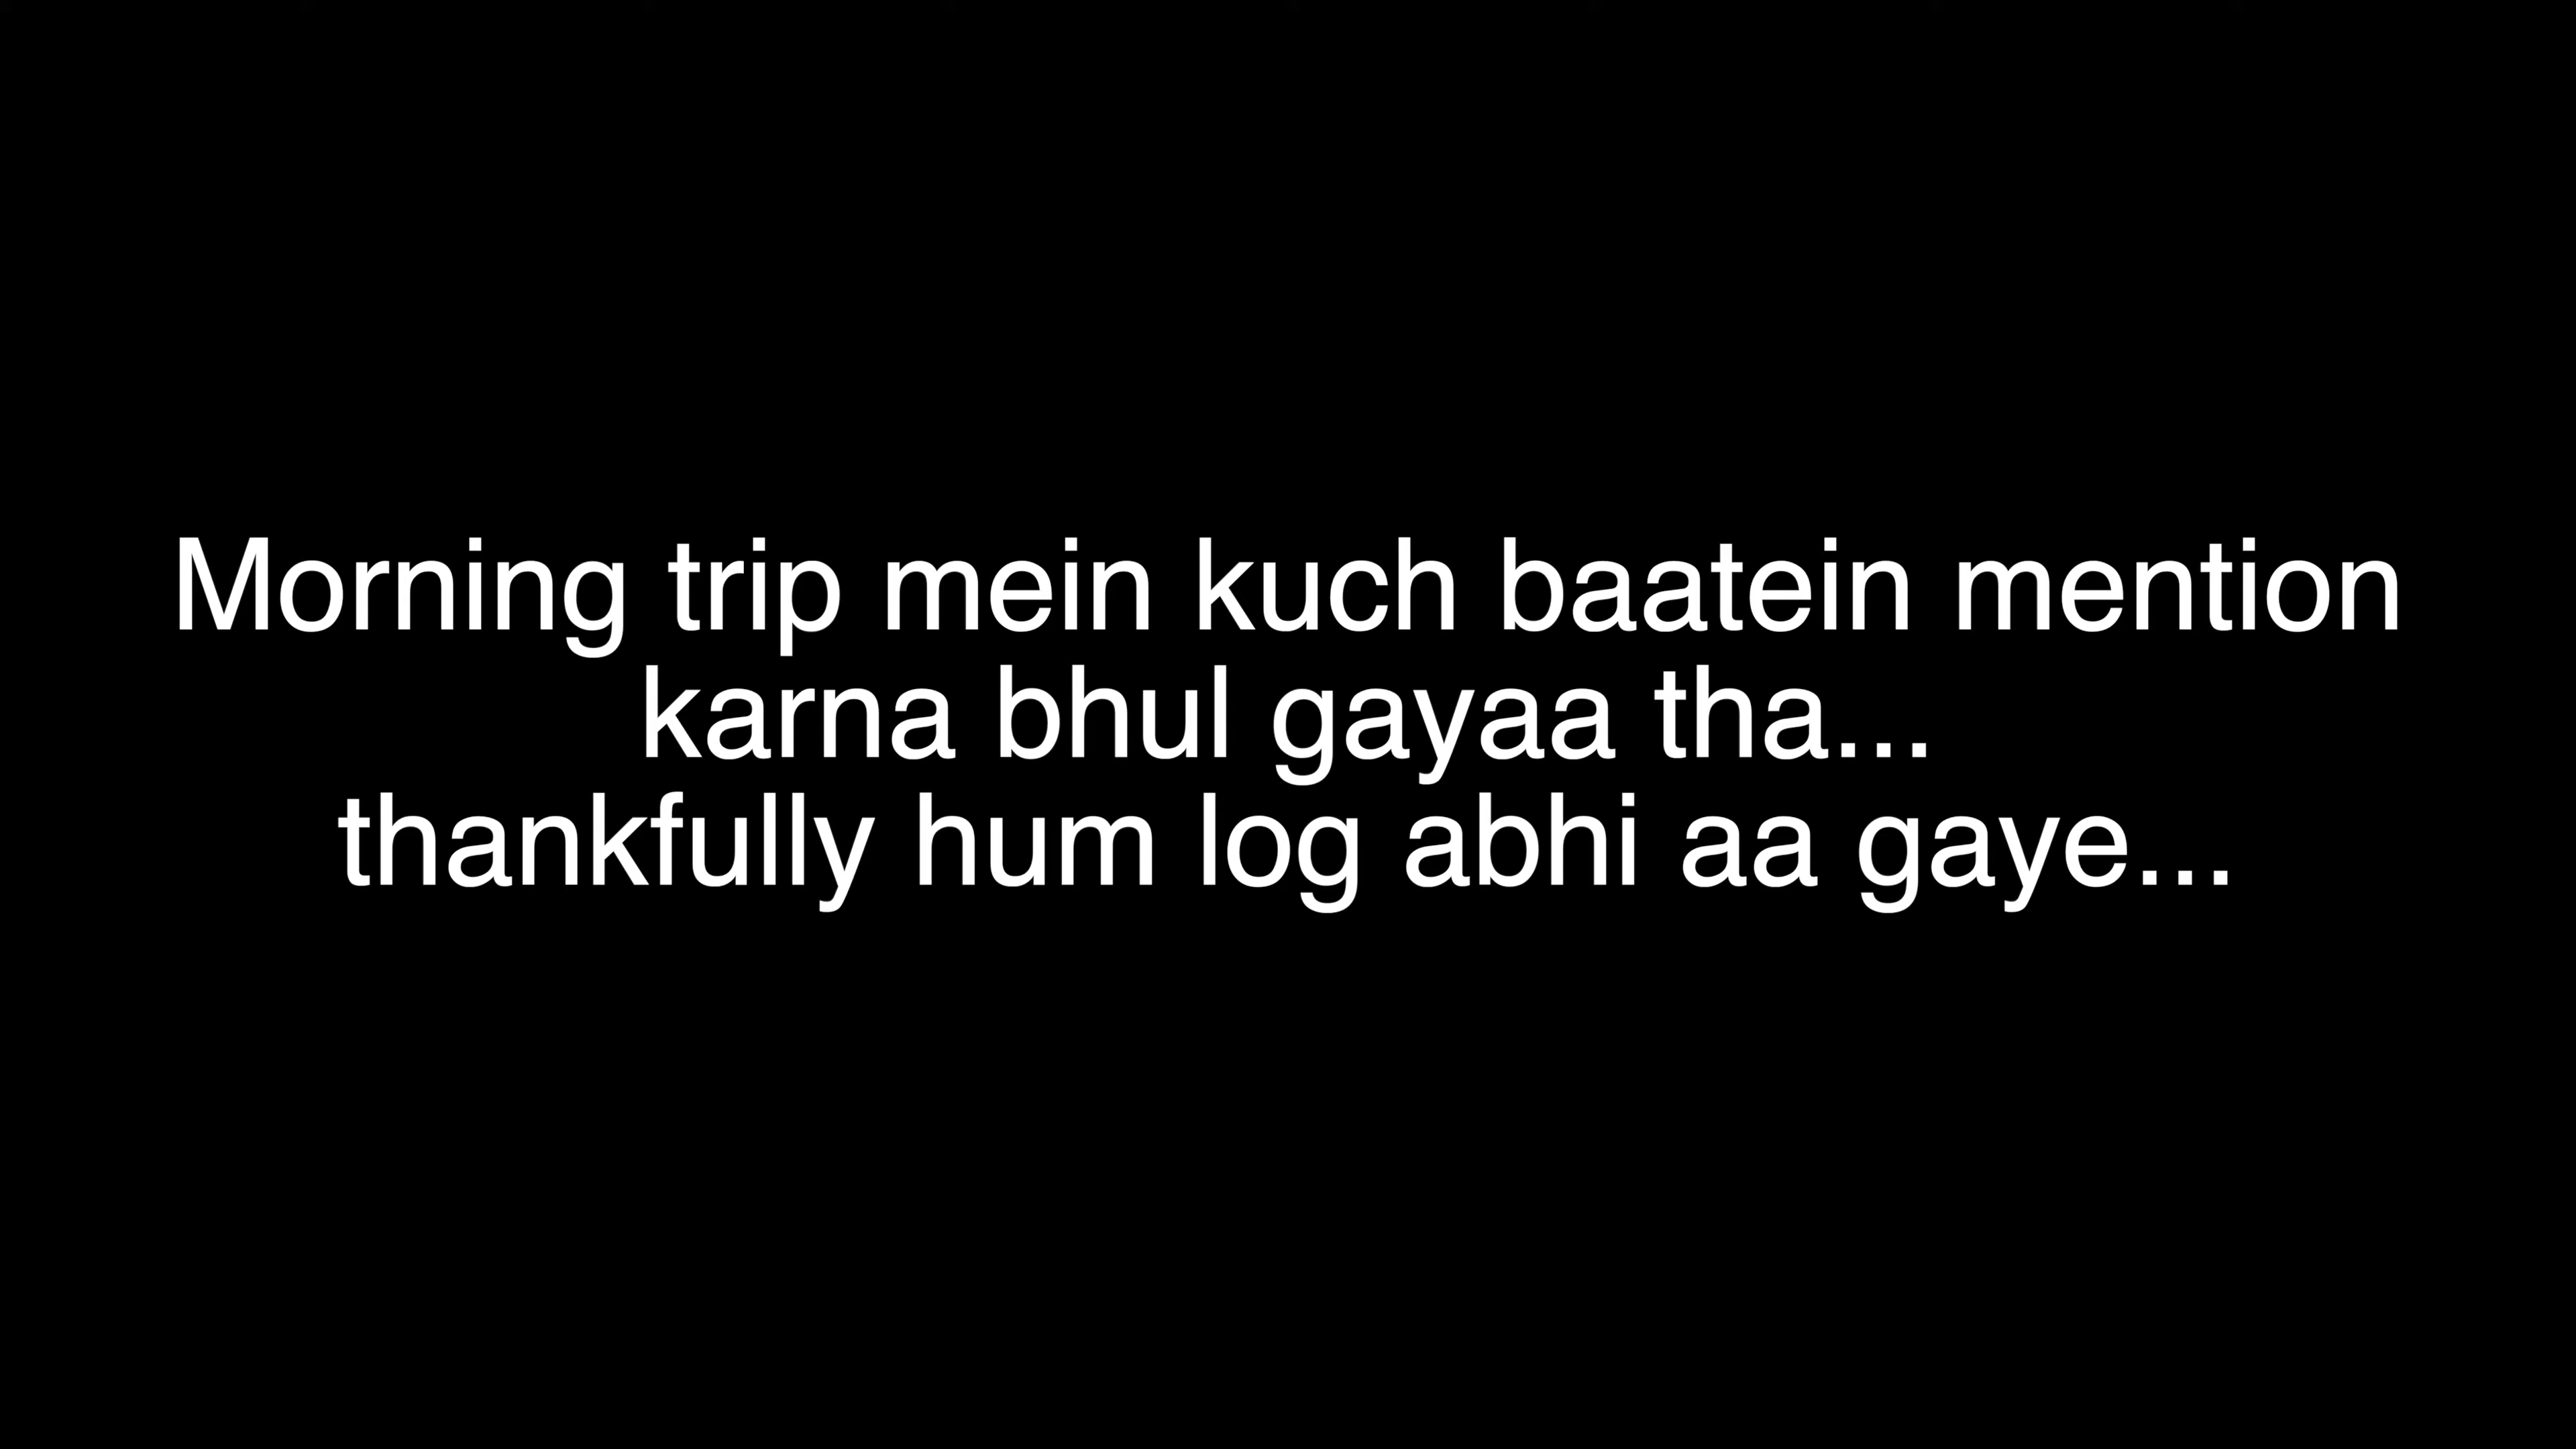 Morning trip mein kuch baatein mention
karna bhul gayaa tha...
thankfully hum log abhi aa gaye...